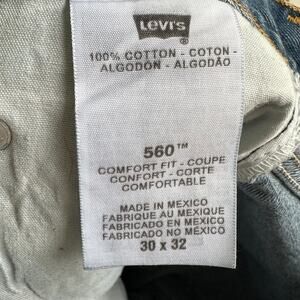 Levi's
®
100% COTTON - COTON -
ALGODÓN - ALGODÃO
560™
COMFORT FIT - COUPE
CONFORT - CORTE
COMFORTABLE
MADE IN MEXICO
FABRIQUE AU MEXIQUE
FABRICADO EN MEXICO
FABRICADO NO MÉXICO
30 x 32